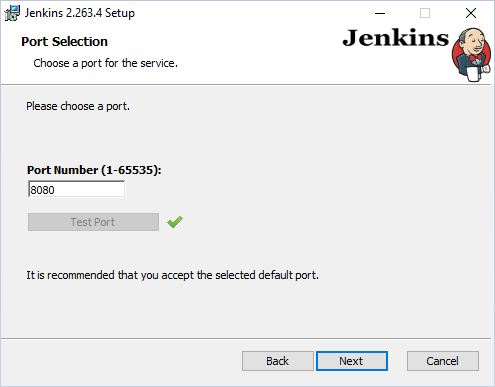 Jenkins 2.263.4 Setup
Port Selection
Choose a port for the service.
Jenkins
Please choose a port.
Port Number (1-65535):
8080
Test Port
It is recommended that you accept the selected default port.
Back
Next
Cancel